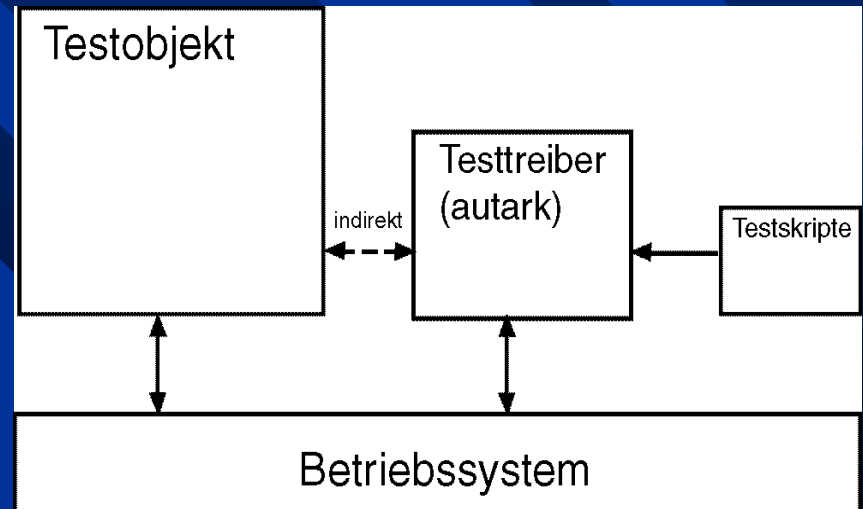 Testobjekt
Testtreiber
(autark)
indirekt
Testskripte
Betriebssystem